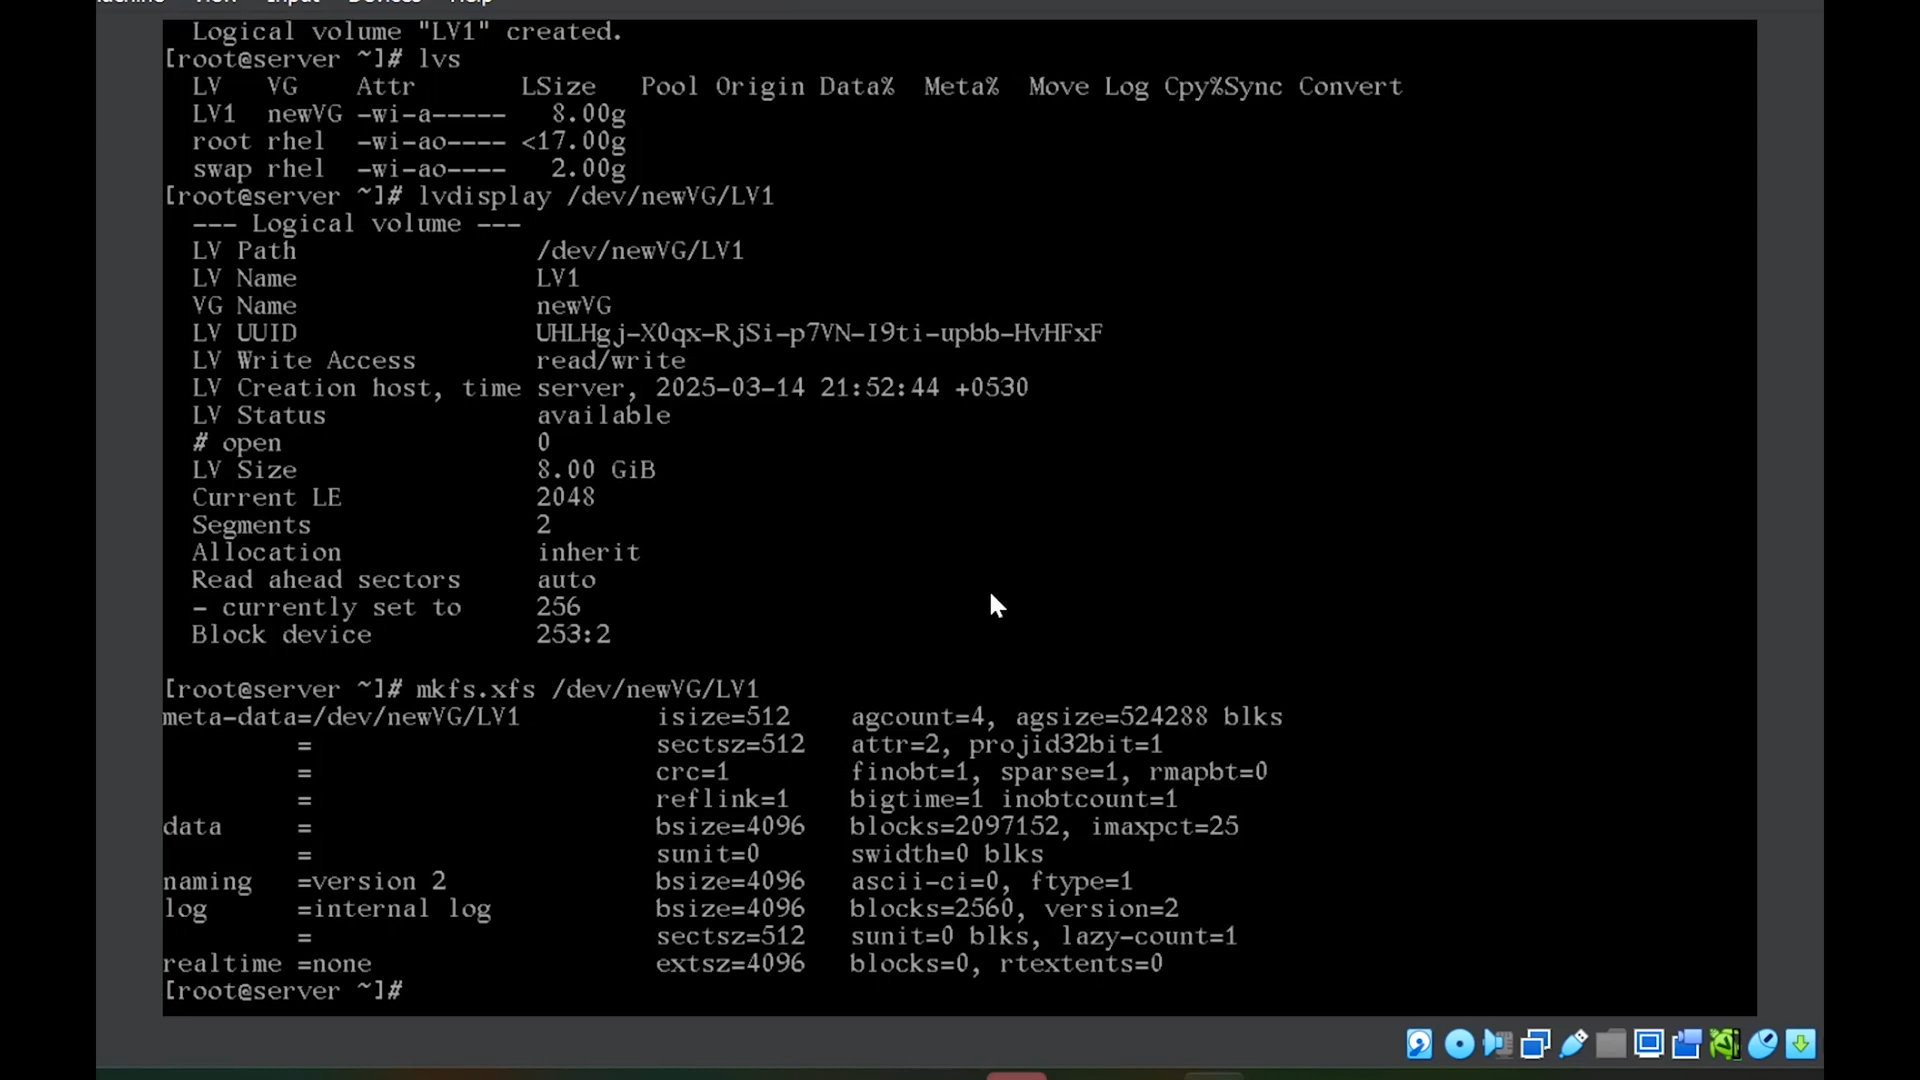 Machine View Input Devices Help
Logical volume "LV1" created.
[root@server ~]# lvs
LV VG Attr LSize Pool Origin Data% Meta% Move Log Cpy%Sync Convert
LV1 newVG -wi-a----- 8.00g
root rhel -wi-ao---- <17.00g
swap rhel -wi-ao---- 2.00g
[root@server ~]# lvdisplay /dev/newVG/LV1
--- Logical volume ---
LV Path /dev/newVG/LV1
LV Name LV1
VG Name newVG
LV UUID UHLHgj-X0qx-RjSi-p7VN-I9ti-upbb-HvHFxF
LV Write Access read/write
LV Creation host, time server, 2025-03-14 21:52:44 +0530
LV Status available
# open 0
LV Size 8.00 GiB
Current LE 2048
Segments 2
Allocation inherit
Read ahead sectors auto
- currently set to 256
Block device 253:2
[root@server ~]# mkfs.xfs /dev/newVG/LV1
meta-data=/dev/newVG/LV1 isize=512 agcount=4, agsize=524288 blks
= sectsz=512 attr=2, projid32bit=1
= crc=1 finobt=1, sparse=1, rmapbt=0
= reflink=1 bigtime=1 inobtcount=1
data = bsize=4096 blocks=2097152, imaxpct=25
= sunit=0 swidth=0 blks
naming =version 2 bsize=4096 ascii-ci=0, ftype=1
log =internal log bsize=4096 blocks=2560, version=2
= sectsz=512 sunit=0 blks, lazy-count=1
realtime =none extsz=4096 blocks=0, rtextents=0
[root@server ~]#